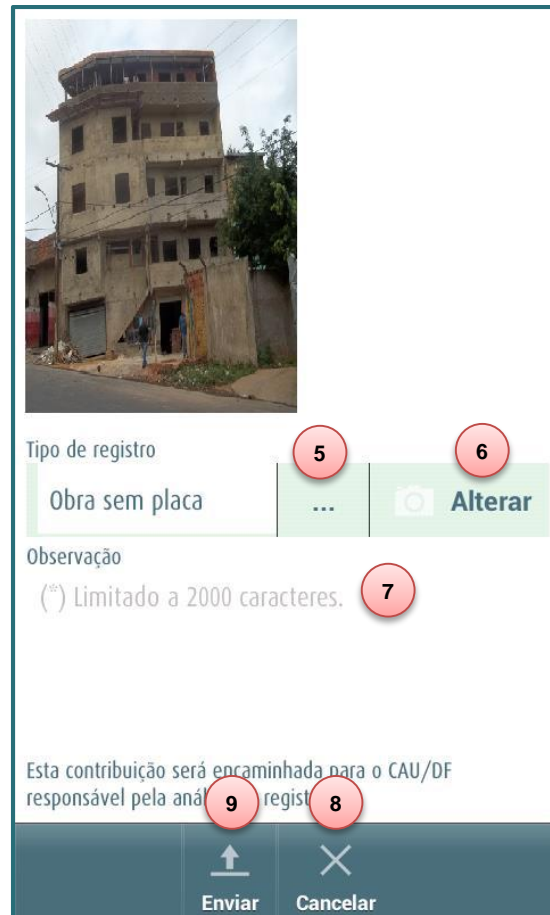 Tipo de registro
5
6
Obra sem placa
...
Alterar
Observação
(*) Limitado a 2000 caracteres.
7
Esta contribuição será encaminhada para o CAU/DF
responsável pela regist
9
8
Enviar
Cancelar